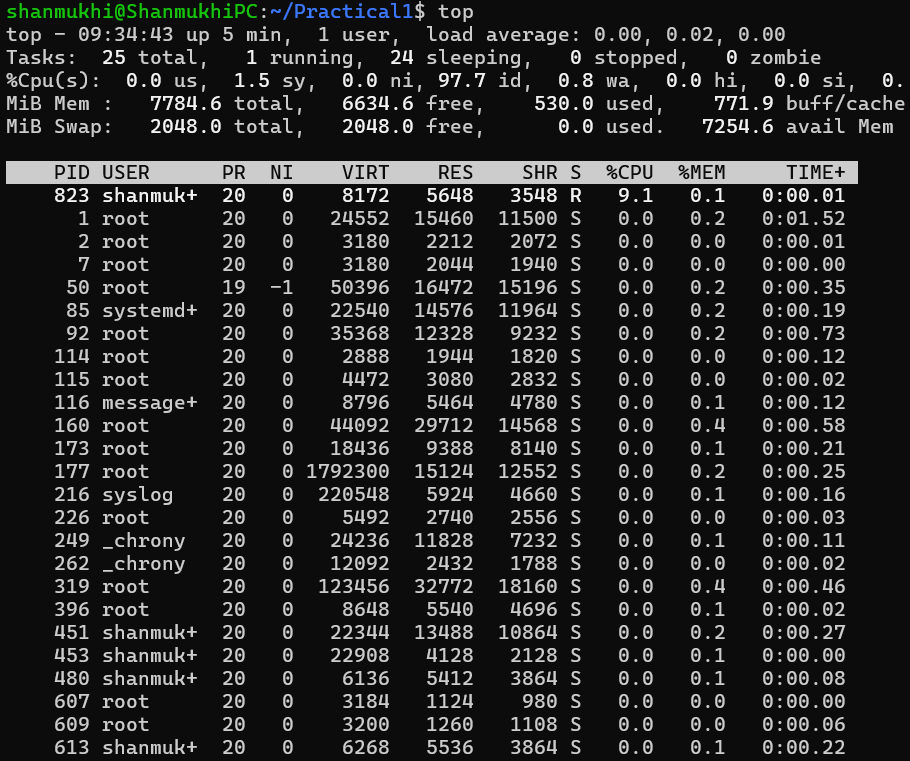 shanmukhi@ShanmukhiPC:~/Practical1$ top
top - 09:34:43 up 5 min,  1 user,  load average: 0.00, 0.02, 0.00
Tasks:  25 total,   1 running,  24 sleeping,   0 stopped,   0 zombie
%Cpu(s):  0.0 us,  1.5 sy,  0.0 ni, 97.7 id,  0.8 wa,  0.0 hi,  0.0 si,  0.
MiB Mem :   7784.6 total,   6634.6 free,    530.0 used,    771.9 buff/cache
MiB Swap:   2048.0 total,   2048.0 free,      0.0 used.   7254.6 avail Mem
PID USER      PR  NI    VIRT    RES    SHR S  %CPU  %MEM     TIME+
823 shanmuk+  20   0    8172   5648   3548 R   9.1   0.1   0:00.01
1 root      20   0   24552  15460  11500 S   0.0   0.2   0:01.52
2 root      20   0    3180   2212   2072 S   0.0   0.0   0:00.01
7 root      20   0    3180   2044   1940 S   0.0   0.0   0:00.00
50 root      19  -1   50396  16472  15196 S   0.0   0.2   0:00.35
85 systemd+  20   0   22540  14576  11964 S   0.0   0.2   0:00.19
92 root      20   0   35368  12328   9232 S   0.0   0.2   0:00.73
114 root      20   0    2888   1944   1820 S   0.0   0.0   0:00.12
115 root      20   0    4472   3080   2832 S   0.0   0.0   0:00.02
116 message+  20   0    8796   5464   4780 S   0.0   0.1   0:00.12
160 root      20   0   44092  29712  14568 S   0.0   0.4   0:00.58
173 root      20   0   18436   9388   8140 S   0.0   0.1   0:00.21
177 root      20   0 1792300  15124  12552 S   0.0   0.2   0:00.25
216 syslog    20   0  220548   5924   4660 S   0.0   0.1   0:00.16
226 root      20   0    5492   2740   2556 S   0.0   0.0   0:00.03
249 _chrony   20   0   24236  11828   7232 S   0.0   0.1   0:00.11
262 _chrony   20   0   12092   2432   1788 S   0.0   0.0   0:00.02
319 root      20   0  123456  32772  18160 S   0.0   0.4   0:00.46
396 root      20   0    8648   5540   4696 S   0.0   0.1   0:00.02
451 shanmuk+  20   0   22344  13488  10864 S   0.0   0.2   0:00.27
453 shanmuk+  20   0   22908   4128   2128 S   0.0   0.1   0:00.00
480 shanmuk+  20   0    6136   5412   3864 S   0.0   0.1   0:00.08
607 root      20   0    3184   1124    980 S   0.0   0.0   0:00.00
609 root      20   0    3200   1260   1108 S   0.0   0.0   0:00.06
613 shanmuk+  20   0    6268   5536   3864 S   0.0   0.1   0:00.22